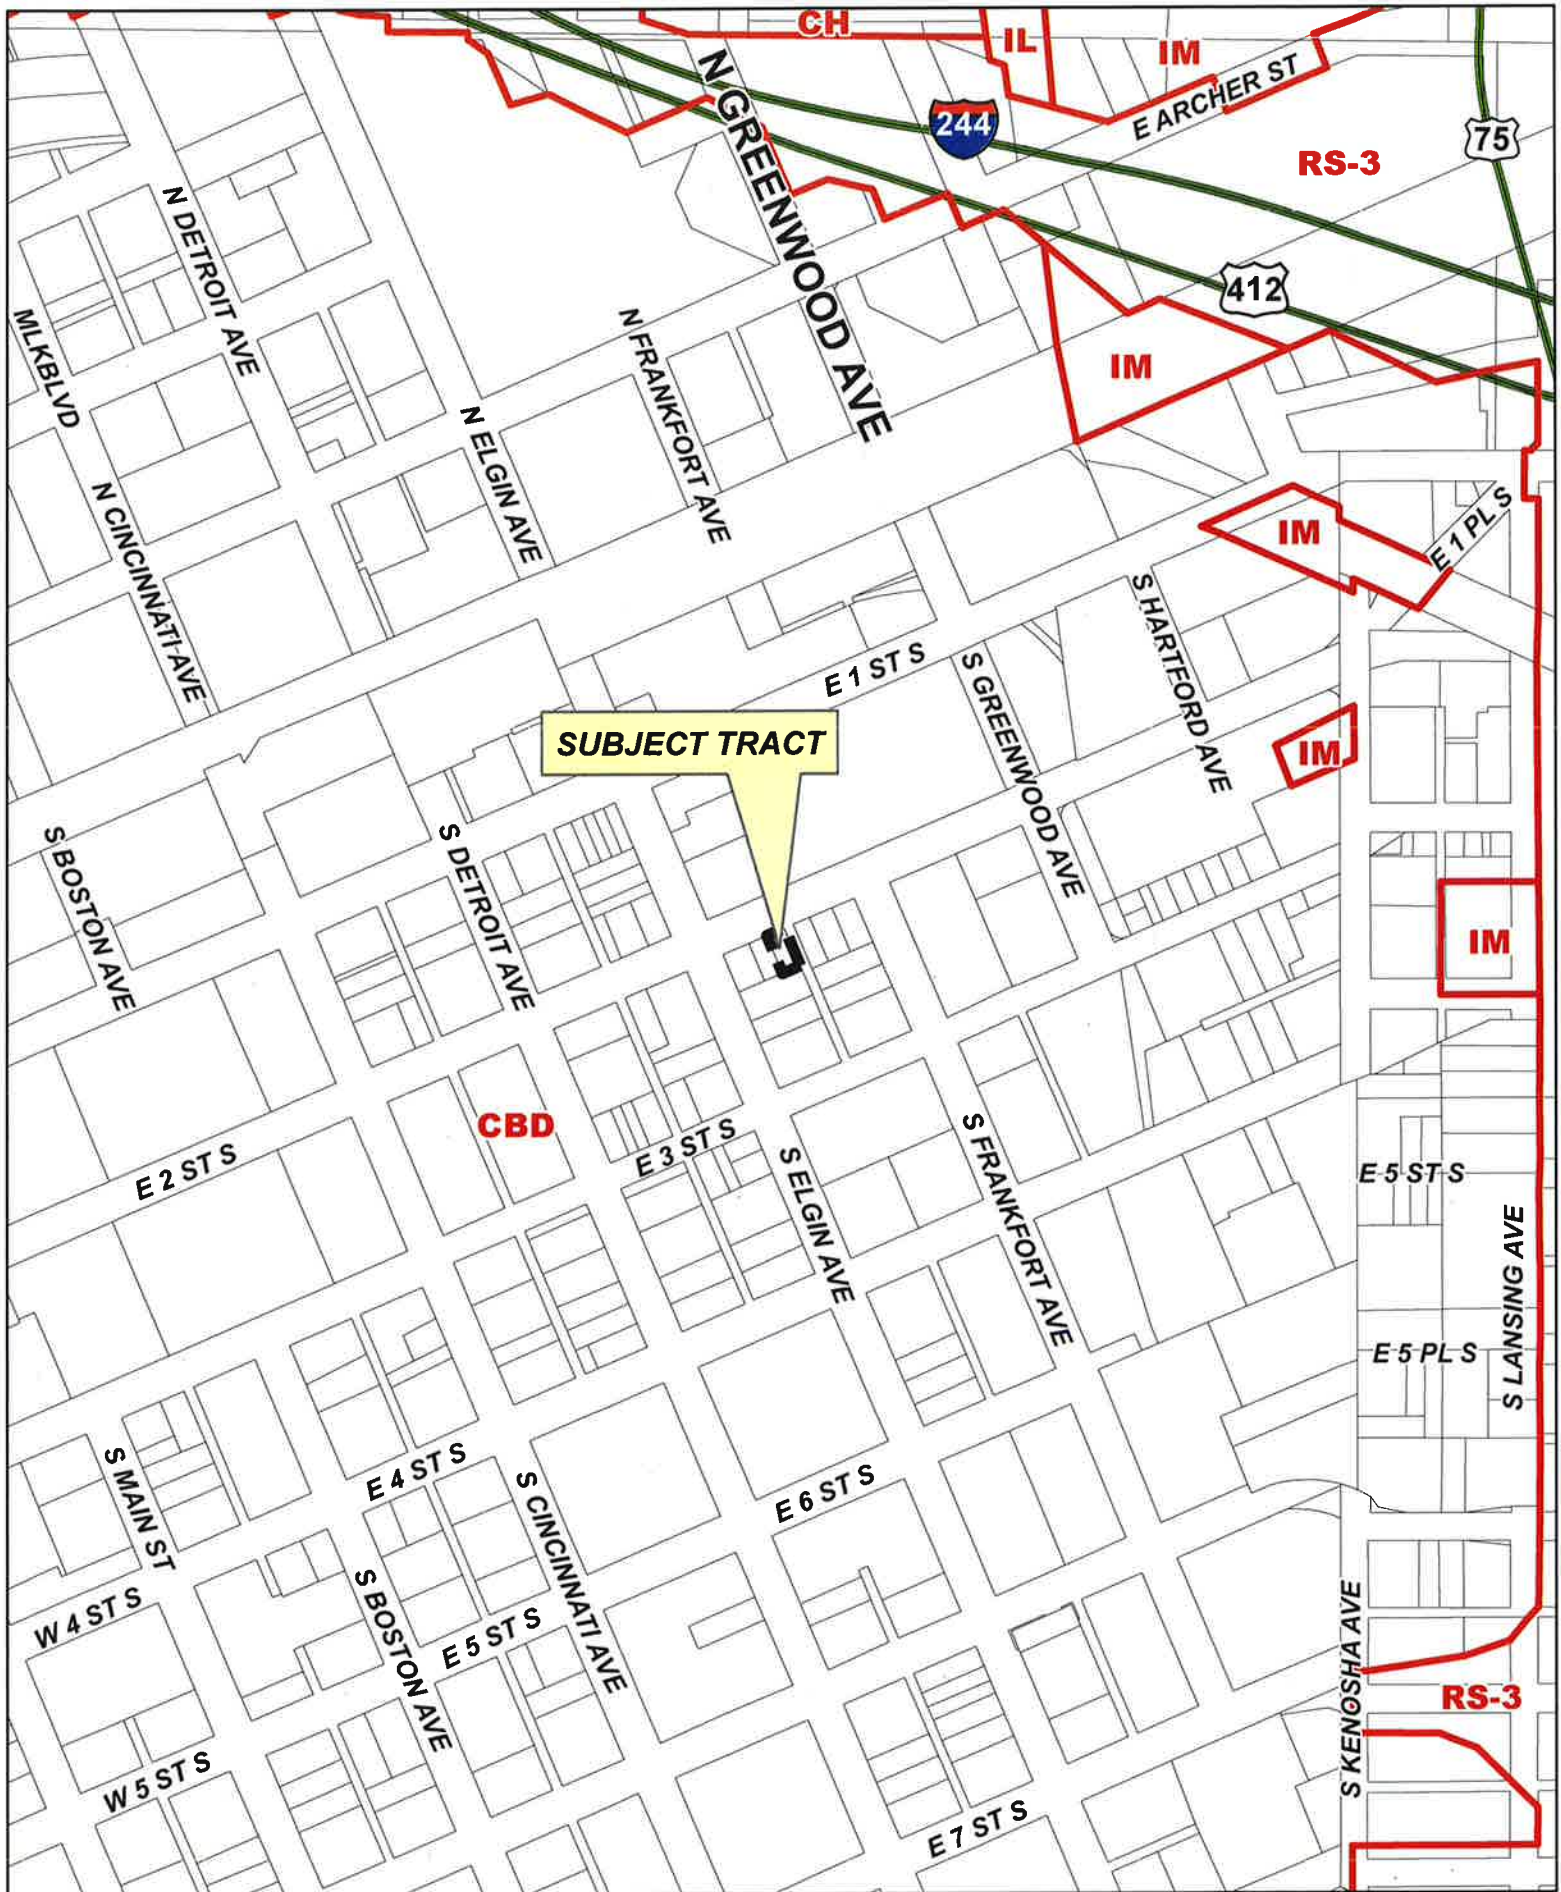 CH
IL
IM
N GREENWOOD AVE
E ARCHER ST
244
75
RS-3
N DETROIT AVE
412
MLKBLVD
N FRANKFORT AVE
IM
N ELGIN AVE
N CINCINNATI AVE
IM
E 1 PL S
S HARTFORD AVE
E 1 ST S
S GREENWOOD AVE
SUBJECT TRACT
IM
S BOSTON AVE
S DETROIT AVE
IM
CBD
E 2 ST S
E 3 ST S
S ELGIN AVE
S FRANKFORT AVE
E 5 ST S
S LANSING AVE
E 5 PL S
S MAIN ST
E 4 ST S
S CINCINNATI AVE
E 6 ST S
W 4 ST S
S BOSTON AVE
E 5 ST S
S KENOSHA AVE
RS-3
W 5 ST S
E 7 ST S